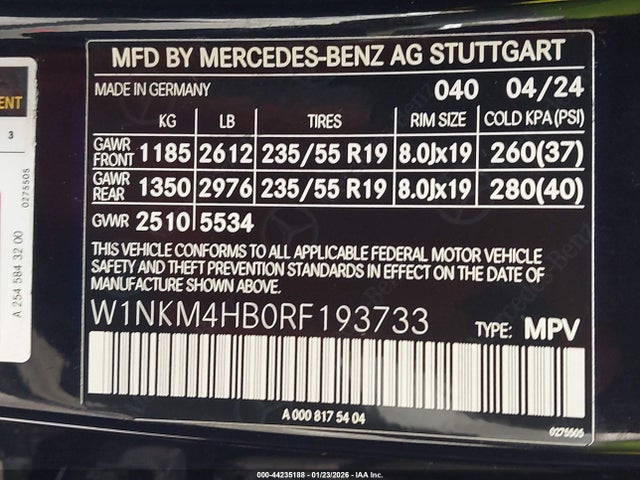 MFD BY MERCEDES-BENZ AG STUTTGART
MADE IN GERMANY 040 04/24
KG LB TIRES RIM SIZE COLD KPA (PSI)
GAWR FRONT 1185 2612 235/55 R19 8.0Jx19 260(37)
GAWR REAR 1350 2976 235/55 R19 8.0Jx19 280(40)
GVWR 2510 5534
THIS VEHICLE CONFORMS TO ALL APPLICABLE FEDERAL MOTOR VEHICLE
SAFETY AND THEFT PREVENTION STANDARDS IN EFFECT ON THE DATE
OF MANUFACTURE SHOWN ABOVE.
W1NKM4HB0RF193733 TYPE: MPV
A 000 817 54 04
0275505
3
0275505
A 254 584 32 00
000-44235188 - 01/23/2026 - IAA Inc.